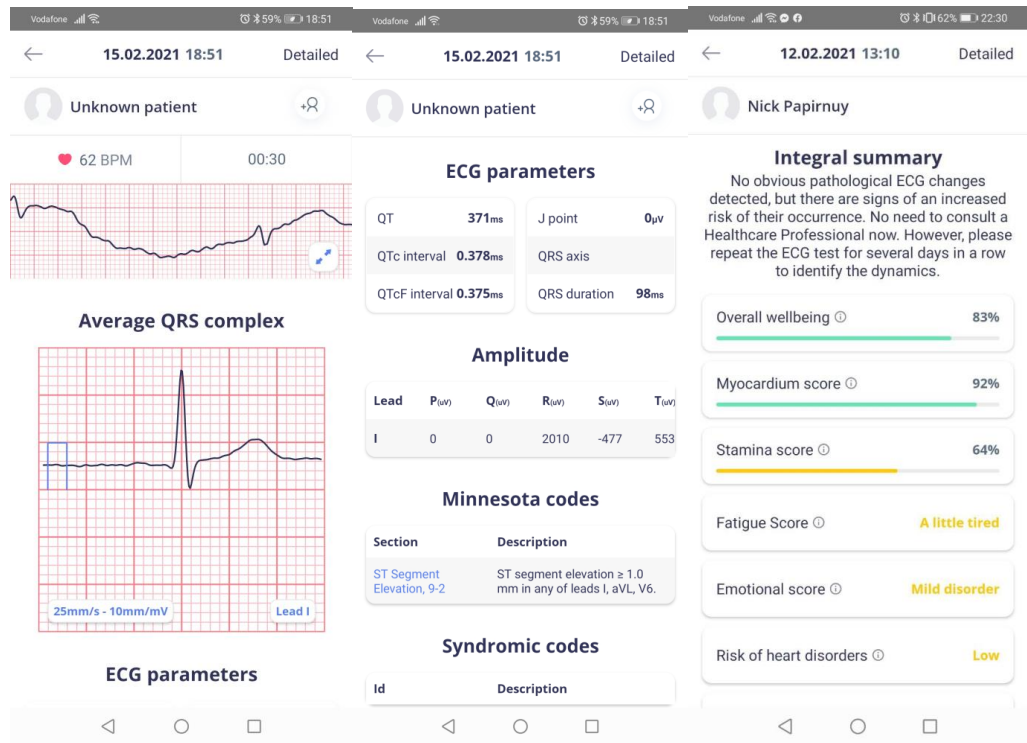 Vodafone 59% 18:51
15.02.2021 18:51 Detailed
Unknown patient
62 BPM 00:30
Average QRS complex
25mm/s - 10mm/mV Lead I
ECG parameters
Vodafone 59% 18:51
15.02.2021 18:51 Detailed
Unknown patient
ECG parameters
QT 371ms
QTc interval 0.378ms
QTcF interval 0.375ms
J point 0μv
QRS axis
QRS duration 98ms
Amplitude
Lead P(uV) Q(uV) R(uV) S(uV) T(uV)
I 0 0 2010 -477 553
Minnesota codes
Section Description
ST Segment Elevation, 9-2
ST segment elevation ≥ 1.0
mm in any of leads I, aVL, V6.
Syndromic codes
Id Description
Vodafone 62% 22:30
12.02.2021 13:10 Detailed
Nick Papirnuy
Integral summary
No obvious pathological ECG changes
detected, but there are signs of an increased
risk of their occurrence. No need to consult a
Healthcare Professional now. However, please
repeat the ECG test for several days in a row
to identify the dynamics.
Overall wellbeing 83%
Myocardium score 92%
Stamina score 64%
Fatigue Score A little tired
Emotional score Mild disorder
Risk of heart disorders Low